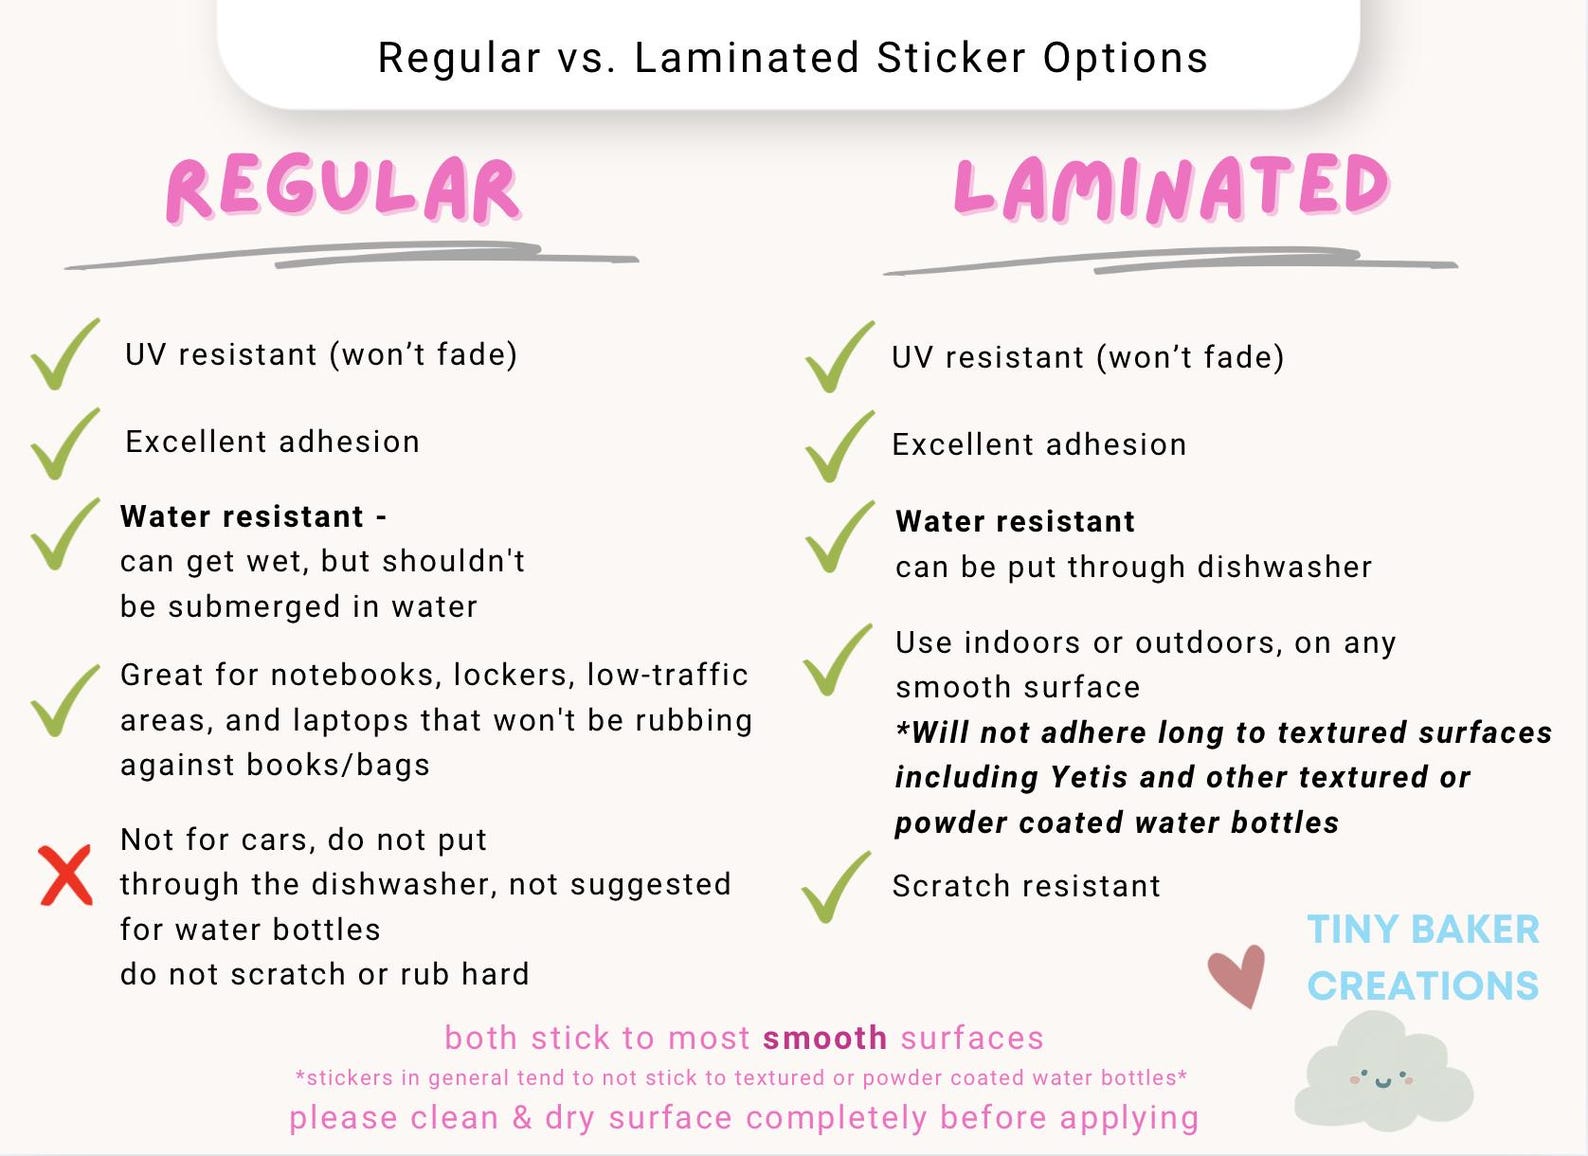 Regular vs. Laminated Sticker Options
REGULAR
UV resistant (won’t fade)
Excellent adhesion
Water resistant -
can get wet, but shouldn't
be submerged in water
Great for notebooks, lockers, low-traffic
areas, and laptops that won't be rubbing
against books/bags
Not for cars, do not put
through the dishwasher, not suggested
for water bottles
do not scratch or rub hard
LAMINATED
UV resistant (won’t fade)
Excellent adhesion
Water resistant
can be put through dishwasher
Use indoors or outdoors, on any
smooth surface
*Will not adhere long to textured surfaces
including Yetis and other textured or
powder coated water bottles
Scratch resistant
TINY BAKER
CREATIONS
both stick to most smooth surfaces
*stickers in general tend to not stick to textured or powder coated water bottles*
please clean & dry surface completely before applying